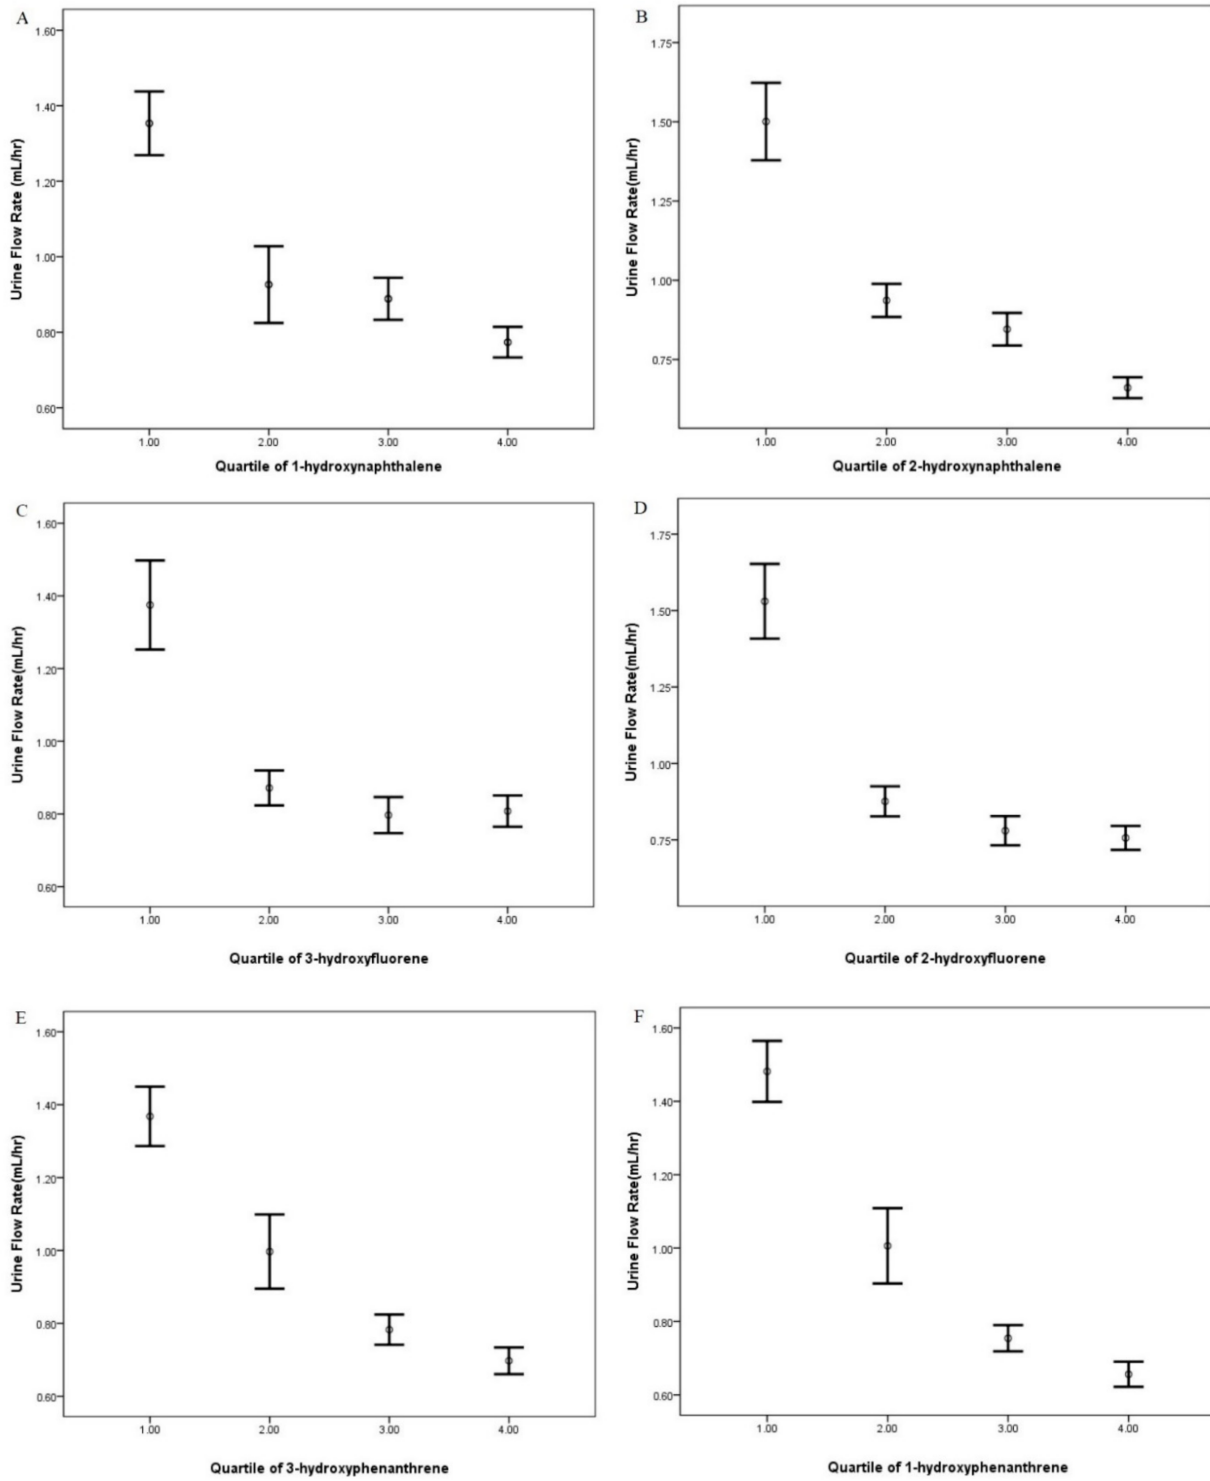 A
Urine Flow Rate (mL/hr)
1.60
1.40
1.20
1.00
0.80
0.60
1.00 2.00 3.00 4.00
Quartile of 1-hydroxynaphthalene
B
Urine Flow Rate(mL/hr)
1.75
1.50
1.25
1.00
0.75
1.00 2.00 3.00 4.00
Quartile of 2-hydroxynaphthalene
C
Urine Flow Rate(mL/hr)
1.60
1.40
1.20
1.00
0.80
0.60
1.00 2.00 3.00 4.00
Quartile of 3-hydroxyfluorene
D
Urine Flow Rate(mL/hr)
1.75
1.50
1.25
1.00
0.75
1.00 2.00 3.00 4.00
Quartile of 2-hydroxyfluorene
E
Urine Flow Rate(mL/hr)
1.60
1.40
1.20
1.00
0.80
0.60
1.00 2.00 3.00 4.00
Quartile of 3-hydroxyphenanthrene
F
Urine Flow Rate(mL/hr)
1.60
1.40
1.20
1.00
0.80
0.60
1.00 2.00 3.00 4.00
Quartile of 1-hydroxyphenanthrene